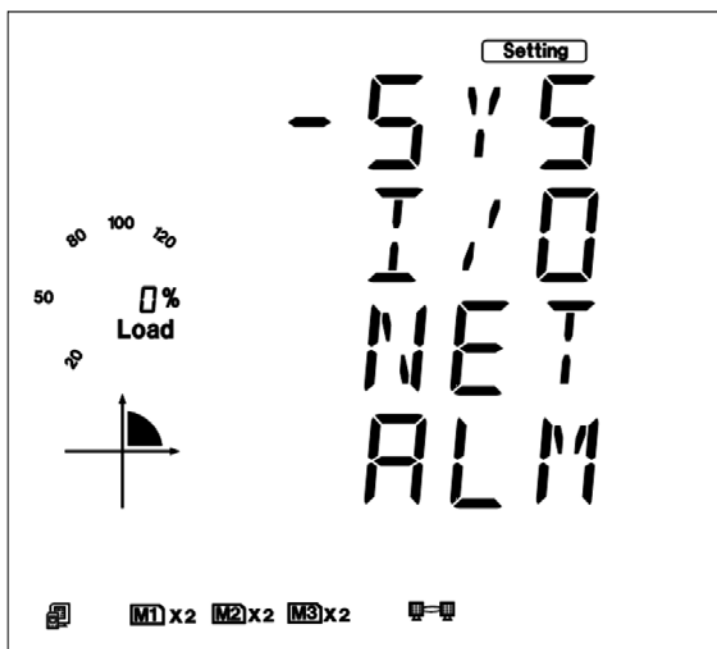 Setting
- SYS
I/O
NET
ALM
80 100 120
50 0%
Load
20
M1 X2 M2 X2 M3 X2